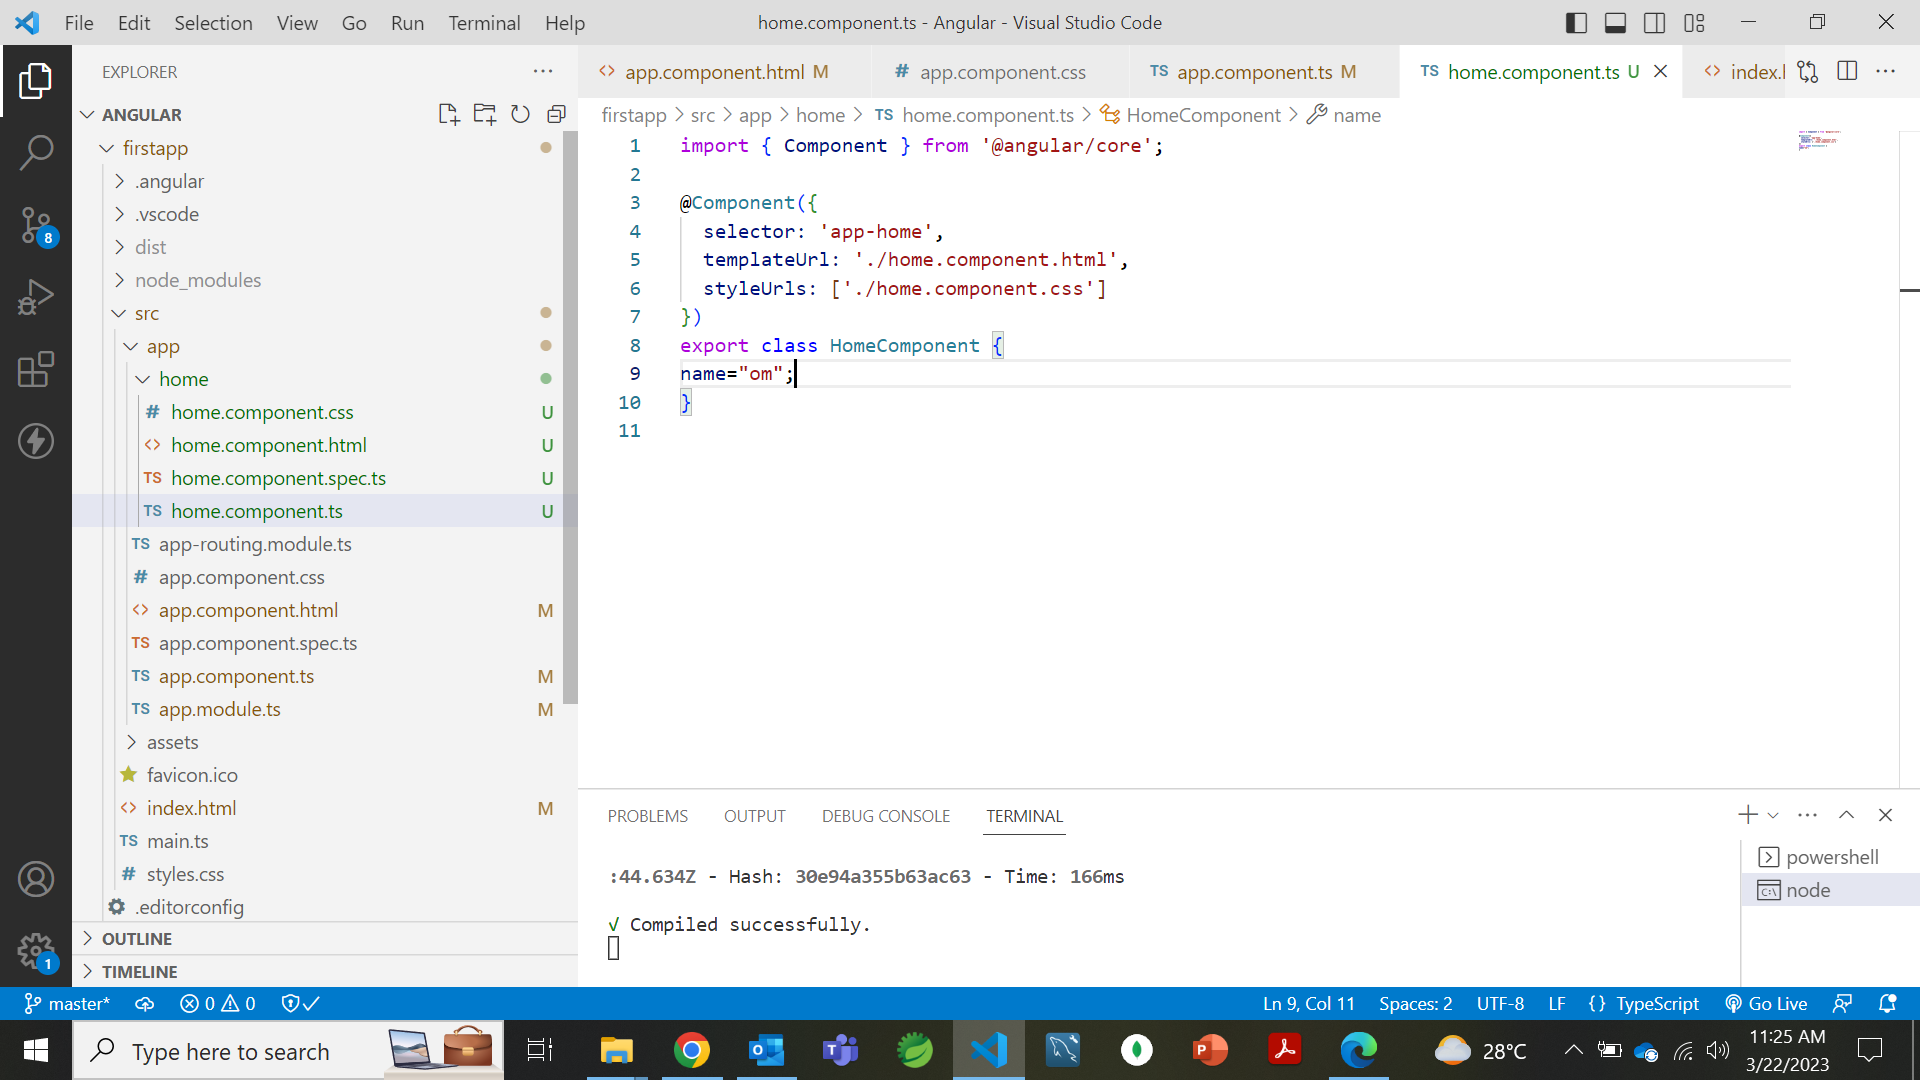 File Edit Selection View Go Run Terminal Help
home.component.ts - Angular - Visual Studio Code
EXPLORER
ANGULAR
firstapp
.angular
.vscode
dist
node_modules
src
app
home
# home.component.css U
<> home.component.html U
TS home.component.spec.ts U
TS home.component.ts U
TS app-routing.module.ts
# app.component.css
<> app.component.html M
TS app.component.spec.ts
TS app.component.ts M
TS app.module.ts M
assets
favicon.ico
<> index.html M
TS main.ts
# styles.css
.editorconfig
OUTLINE
TIMELINE
8
1
<> app.component.html M # app.component.css TS app.component.ts M TS home.component.ts U <> index.l
firstapp > src > app > home > TS home.component.ts > HomeComponent > name
1 import { Component } from '@angular/core';
2
3 @Component({
4 selector: 'app-home',
5 templateUrl: './home.component.html',
6 styleUrls: ['./home.component.css']
7 })
8 export class HomeComponent {
9 name="om";
10 }
11
PROBLEMS OUTPUT DEBUG CONSOLE TERMINAL
:44.634Z - Hash: 30e94a355b63ac63 - Time: 166ms
√ Compiled successfully.
powershell
node
master* 0 0 Ln 9, Col 11 Spaces: 2 UTF-8 LF {} TypeScript Go Live
Type here to search
28°C
11:25 AM
3/22/2023